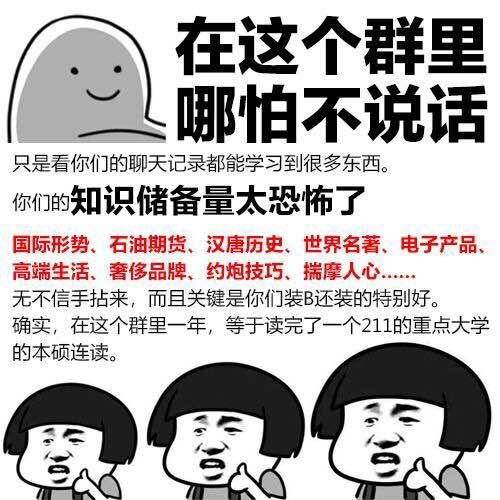 在这个群里
哪怕不说话
只是看你们的聊天记录都能学习到很多东西。
你们的知识储备量太恐怖了
国际形势、石油期货、汉唐历史、世界名著、电子产品、
高端生活、奢侈品牌、约炮技巧、揣摩人心......
无不信手拈来，而且关键是你们装B还装的特别好。
确实，在这个群里一年，等于读完了一个211的重点大学
的本硕连读。